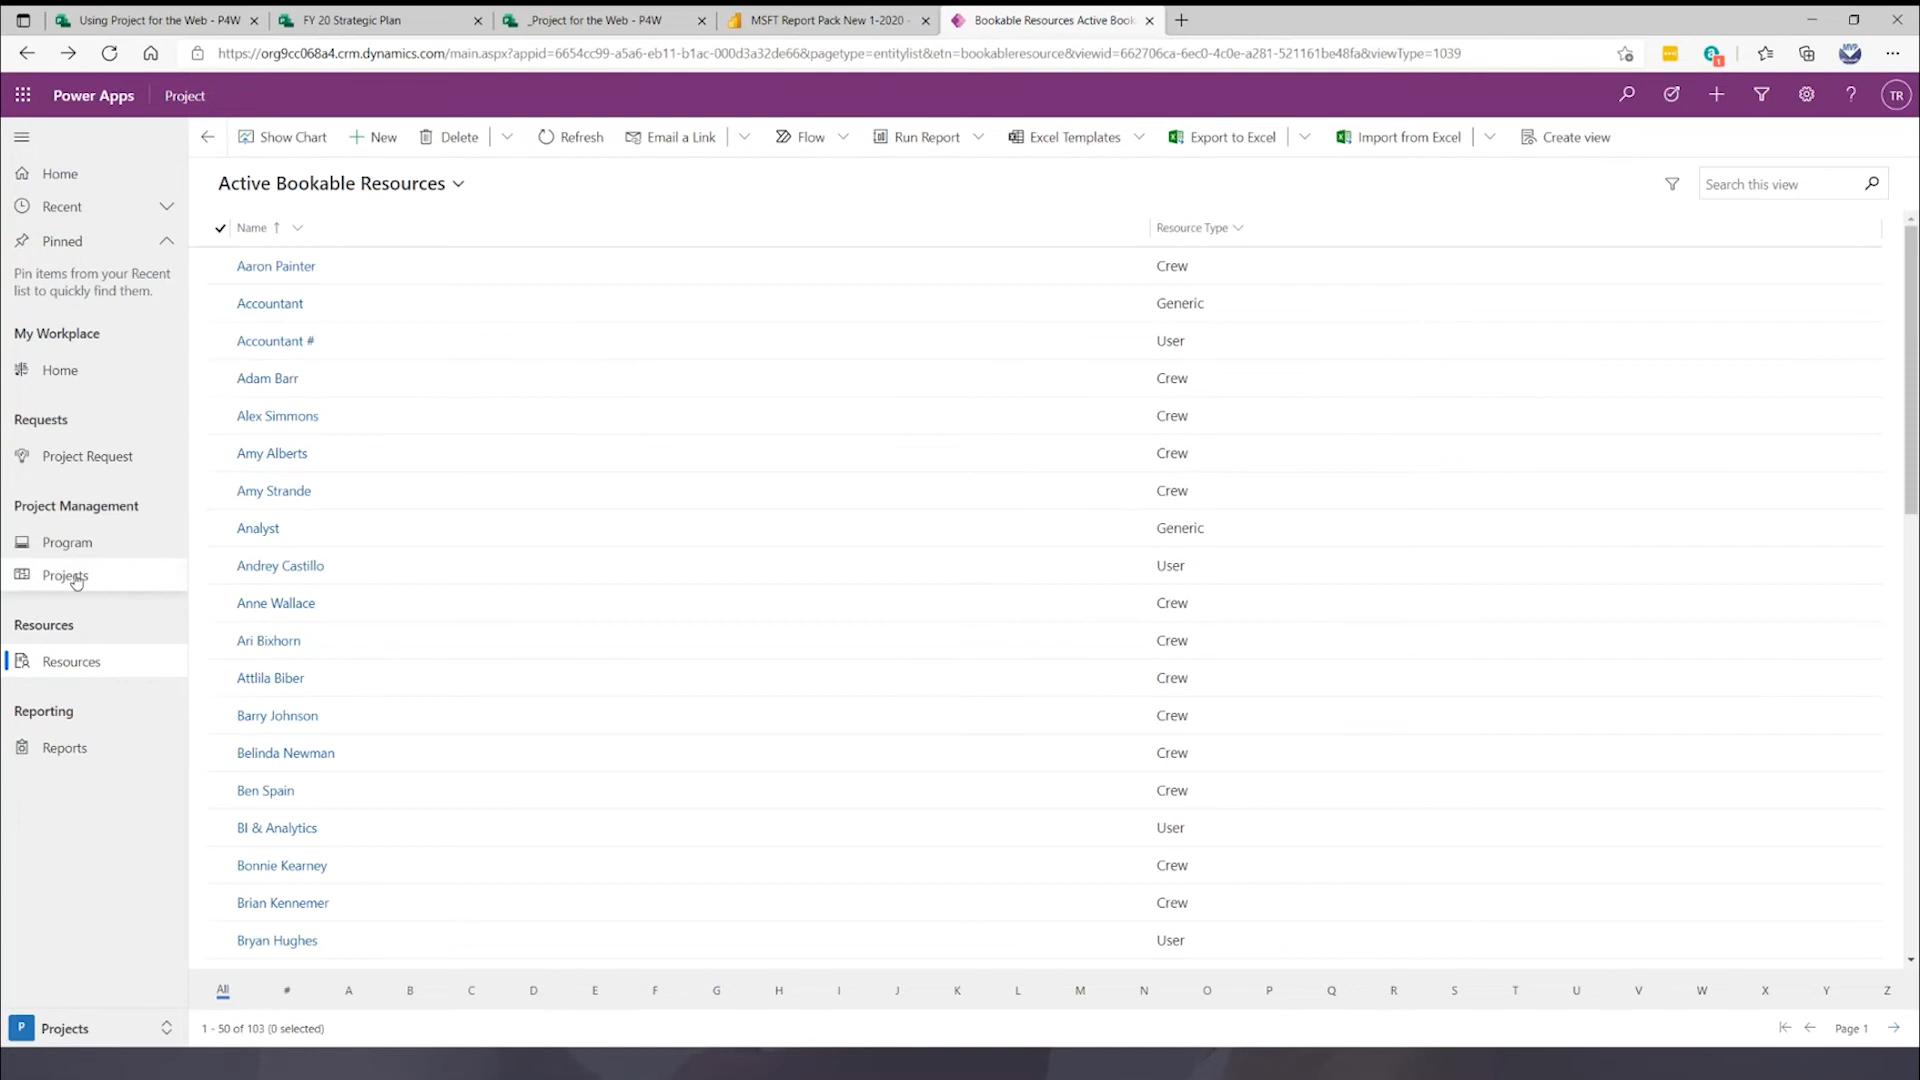 Using Project for the Web - P4W
FY 20 Strategic Plan
_Project for the Web - P4W
MSFT Report Pack New 1-2020 -
Bookable Resources Active Book
https://org9cc068a4.crm.dynamics.com/main.aspx?appid=6654cc99-a5a6-eb11-b1ac-000d3a32de66&pagetype=entitylist&etn=bookableresource&viewid=662706ca-6ec0-4c0e-a281-521161be48fa&viewType=1039
Power Apps
Project
TR
Show Chart
New
Delete
Refresh
Email a Link
Flow
Run Report
Excel Templates
Export to Excel
Import from Excel
Create view
Home
Recent
Pinned
Pin items from your Recent
list to quickly find them.
My Workplace
Home
Requests
Project Request
Project Management
Program
Projects
Resources
Resources
Reporting
Reports
P Projects
Active Bookable Resources
Search this view
Name
Resource Type
Aaron Painter Crew
Accountant Generic
Accountant # User
Adam Barr Crew
Alex Simmons Crew
Amy Alberts Crew
Amy Strande Crew
Analyst Generic
Andrey Castillo User
Anne Wallace Crew
Ari Bixhorn Crew
Attlila Biber Crew
Barry Johnson Crew
Belinda Newman Crew
Ben Spain Crew
BI & Analytics User
Bonnie Kearney Crew
Brian Kennemer Crew
Bryan Hughes User
All # A B C D E F G H I J K L M N O P Q R S T U V W X Y Z
1 - 50 of 103 (0 selected)
Page 1